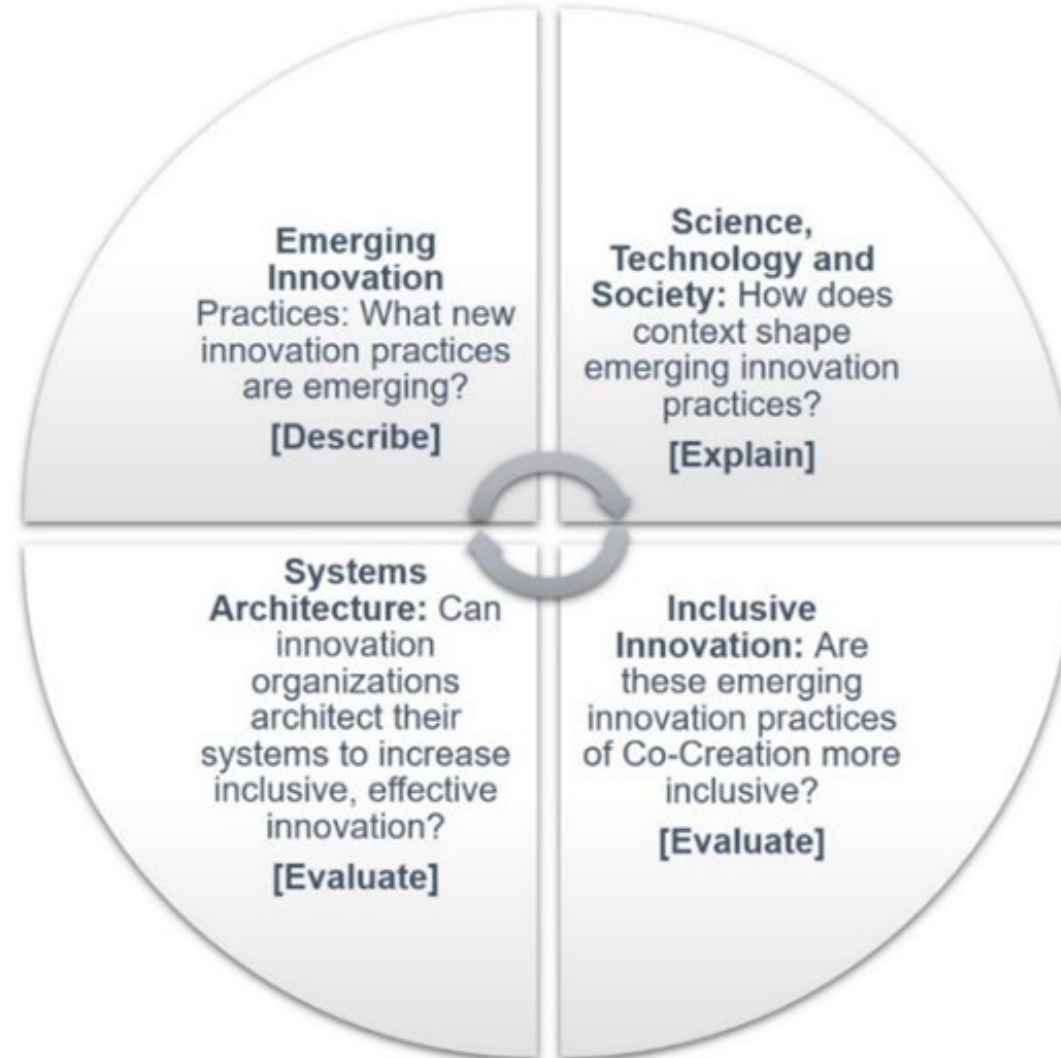 Emerging
Innovation
Practices: What new
innovation practices
are emerging?
[Describe]
Science,
Technology and
Society: How does
context shape
emerging innovation
practices?
[Explain]
Systems
Architecture: Can
innovation
organizations
architect their
systems to increase
inclusive, effective
innovation?
[Evaluate]
Inclusive
Innovation: Are
these emerging
innovation practices
of Co-Creation more
inclusive?
[Evaluate]